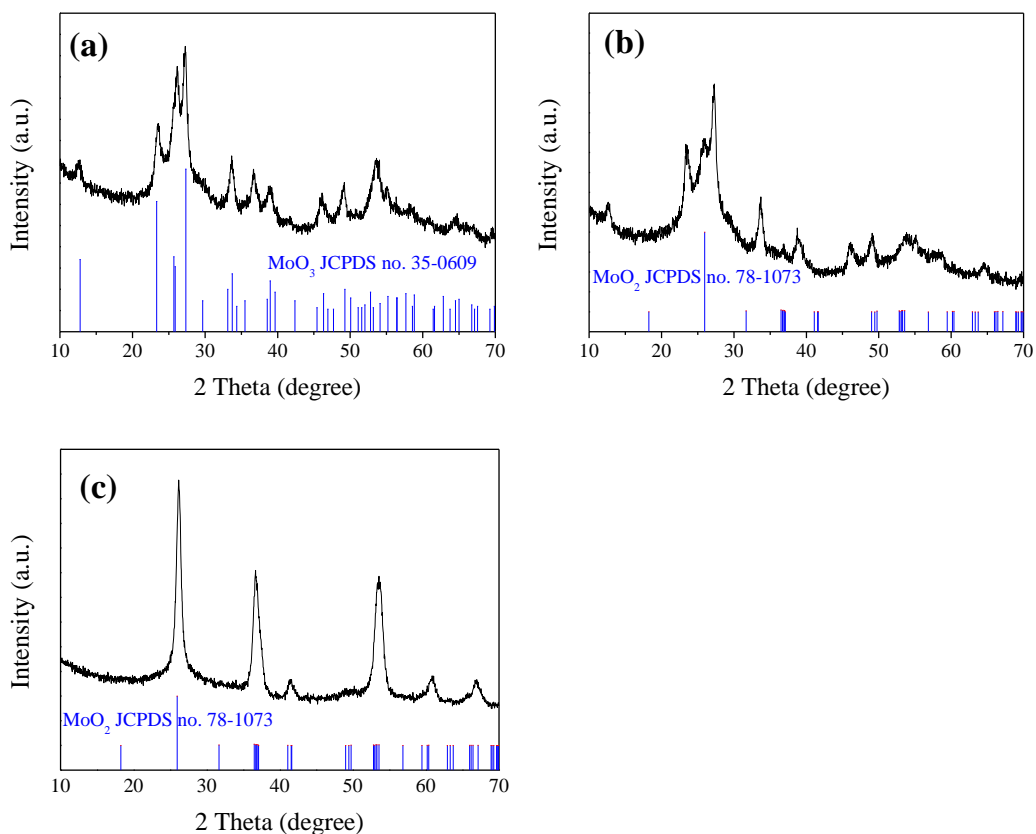 (a)
Intensity (a.u.)
MoO₃ JCPDS no. 35-0609
10 20 30 40 50 60 70
2 Theta (degree)
(b)
Intensity (a.u.)
MoO₂ JCPDS no. 78-1073
10 20 30 40 50 60 70
2 Theta (degree)
(c)
Intensity (a.u.)
MoO₂ JCPDS no. 78-1073
10 20 30 40 50 60 70
2 Theta (degree)